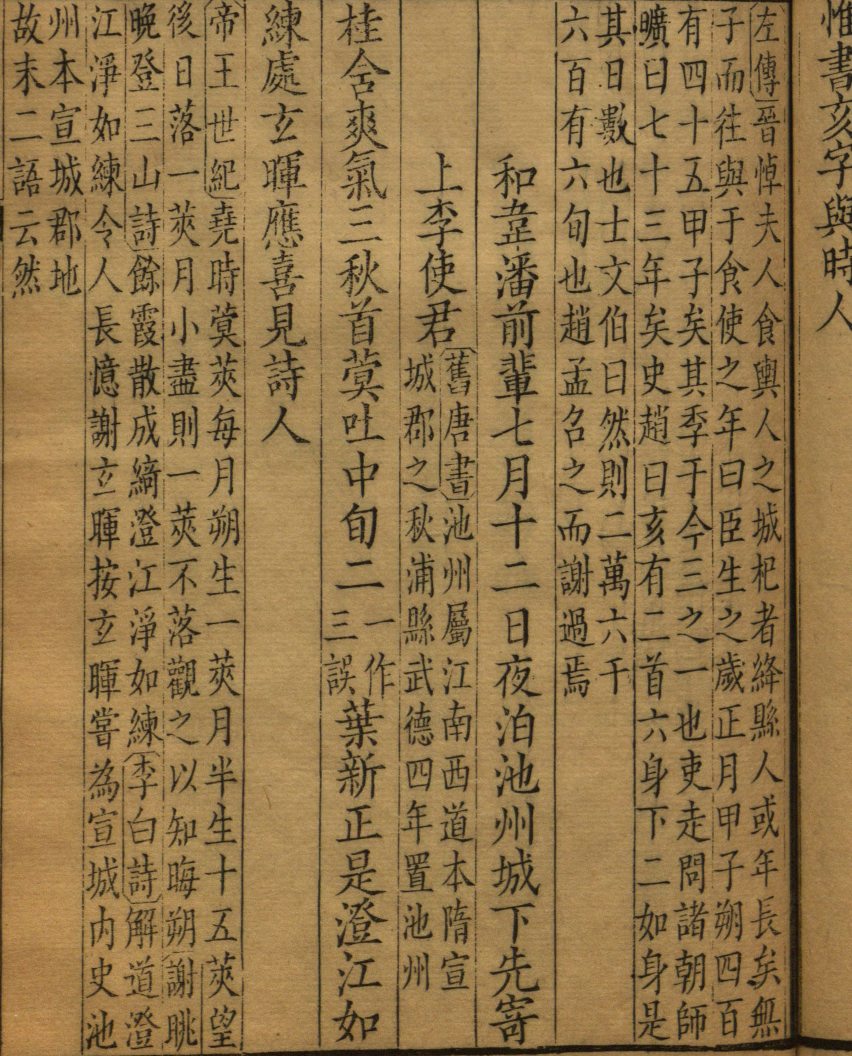 惟書亥字與時人
左傳晉悼夫人食輿人之城杞者絳縣人或年長矣無
子而往與于食使之年曰臣生之歲正月甲子朔四百
有四十五甲子矣其季于今三之一也吏走問諸朝師
曠曰七十三年矣史趙曰亥有二首六身下二如身是
其日數也士文伯曰然則二萬六千
六百有六旬也趙孟召之而謝過焉
和韋潘前輩七月十二日夜泊池州城下先寄
上李使君
舊唐書池州屬江南西道本隋宣
城郡之秋浦縣武德四年置池州
桂含爽氣三秋首蓂吐中旬二
一作
三誤
葉新正是澄江如
練處玄暉應喜見詩人
帝王世紀堯時蓂莢每月朔生一莢月半生十五莢望
後日落一莢月小盡則一莢不落觀之以知晦朔謝眺
晚登三山詩餘霞散成綺澄江淨如練李白詩解道澄
江淨如練令人長憶謝玄暉按玄暉嘗為宣城內史池
州本宣城郡地
故末二語云然